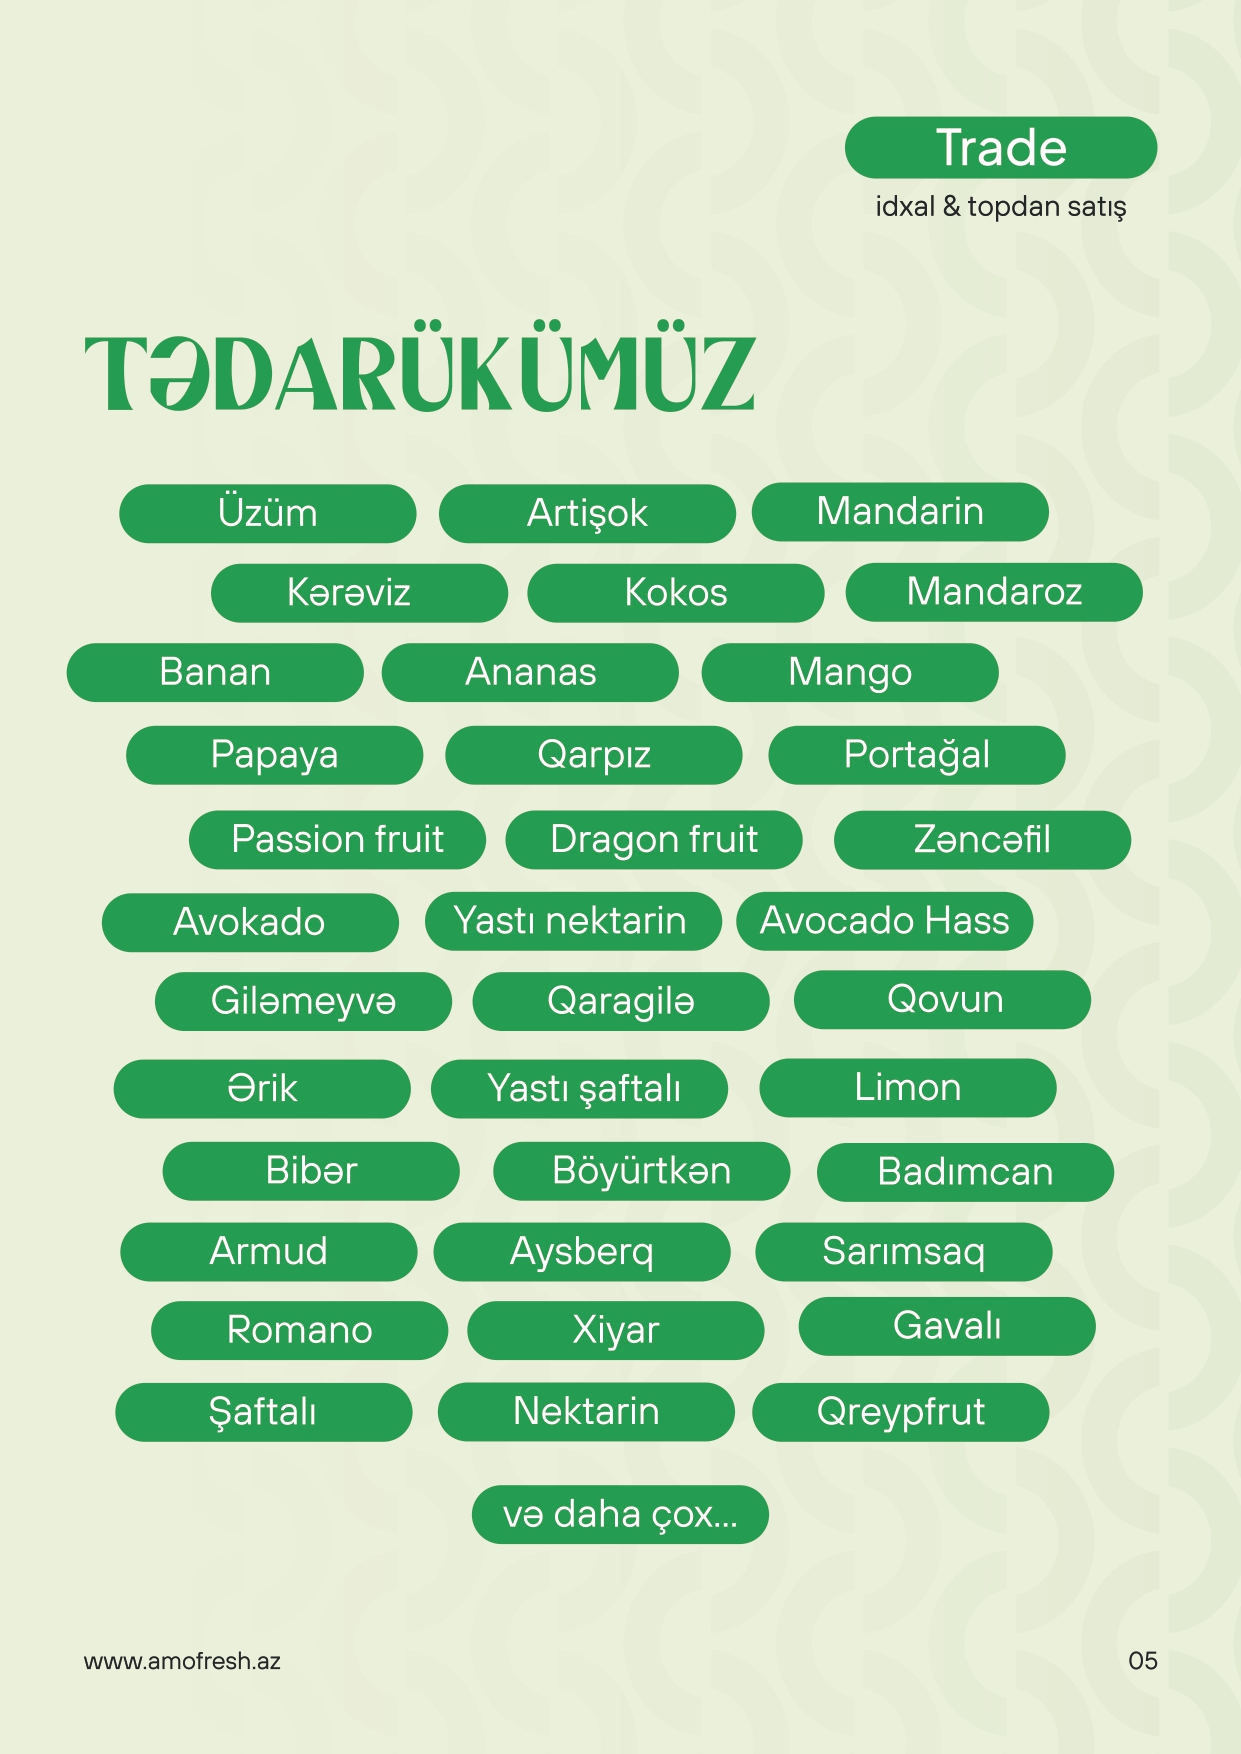 Trade
idxal & topdan satış
TƏDARÜKÜMÜZ
Üzüm Artişok Mandarin
Kərəviz Kokos Mandaroz
Banan Ananas Mango
Papaya Qarpız Portağal
Passion fruit Dragon fruit Zəncəfil
Avokado Yastı nektarin Avocado Hass
Giləmeyvə Qaragilə Qovun
Ərik Yastı şaftalı Limon
Bibər Böyürtkən Badımcan
Armud Aysberq Sarımsaq
Romano Xiyar Gavalı
Şaftalı Nektarin Qreypfrut
və daha çox...
www.amofresh.az 05